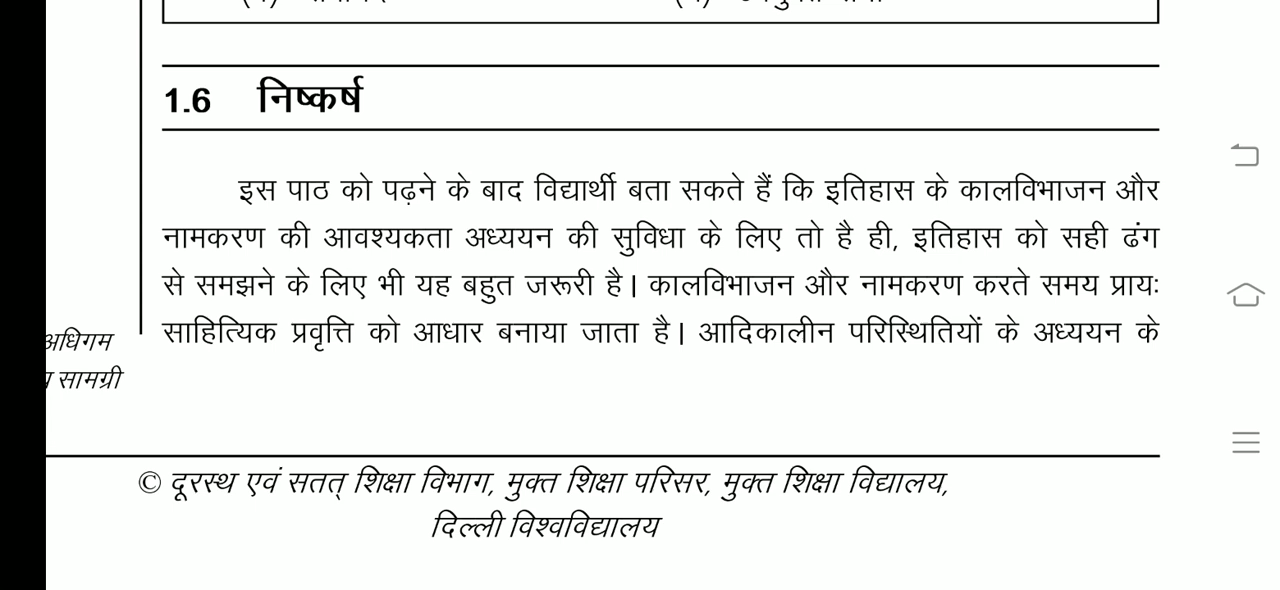 1.6 निष्कर्ष
इस पाठ को पढ़ने के बाद विद्यार्थी बता सकते हैं कि इतिहास के कालविभाजन और
नामकरण की आवश्यकता अध्ययन की सुविधा के लिए तो है ही, इतिहास को सही ढंग
से समझने के लिए भी यह बहुत जरूरी है। कालविभाजन और नामकरण करते समय प्रायः
साहित्यिक प्रवृत्ति को आधार बनाया जाता है। आदिकालीन परिस्थितियों के अध्ययन के
अधिगम
सामग्री
© दूरस्थ एवं सतत् शिक्षा विभाग, मुक्त शिक्षा परिसर, मुक्त शिक्षा विद्यालय,
दिल्ली विश्वविद्यालय